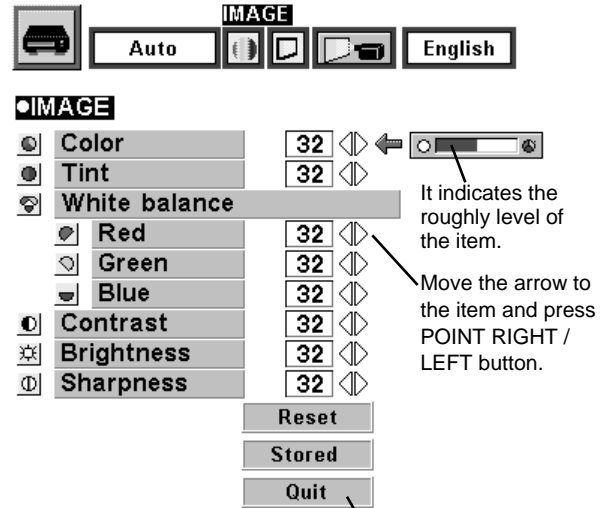 IMAGE
Auto
English
●IMAGE
Color 32
Tint 32
White balance
Red 32
Green 32
Blue 32
Contrast 32
Brightness 32
Sharpness 32
Reset
Stored
Quit
It indicates the
roughly level of
the item.
Move the arrow to
the item and press
POINT RIGHT /
LEFT button.